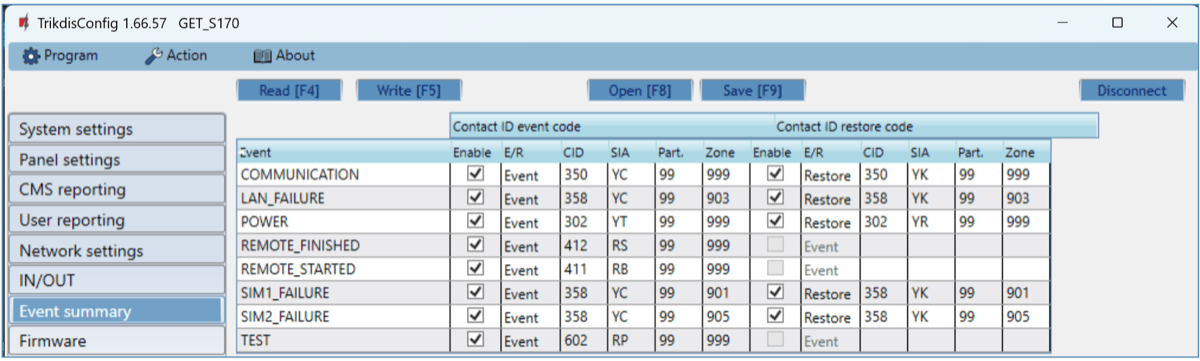 TrikdisConfig 1.66.57 GET_S170
Program Action About
Read [F4] Write [F5] Open [F8] Save [F9] Disconnect
System settings
Panel settings
CMS reporting
User reporting
Network settings
IN/OUT
Event summary
Firmware
Contact ID event code Contact ID restore code
Event Enable E/R CID SIA Part. Zone Enable E/R CID SIA Part. Zone
COMMUNICATION Event 350 YC 99 999 Restore 350 YK 99 999
LAN_FAILURE Event 358 YC 99 903 Restore 358 YK 99 903
POWER Event 302 YT 99 999 Restore 302 YR 99 999
REMOTE_FINISHED Event 412 RS 99 999 Event
REMOTE_STARTED Event 411 RB 99 999 Event
SIM1_FAILURE Event 358 YC 99 901 Restore 358 YK 99 901
SIM2_FAILURE Event 358 YC 99 905 Restore 358 YK 99 905
TEST Event 602 RP 99 999 Event